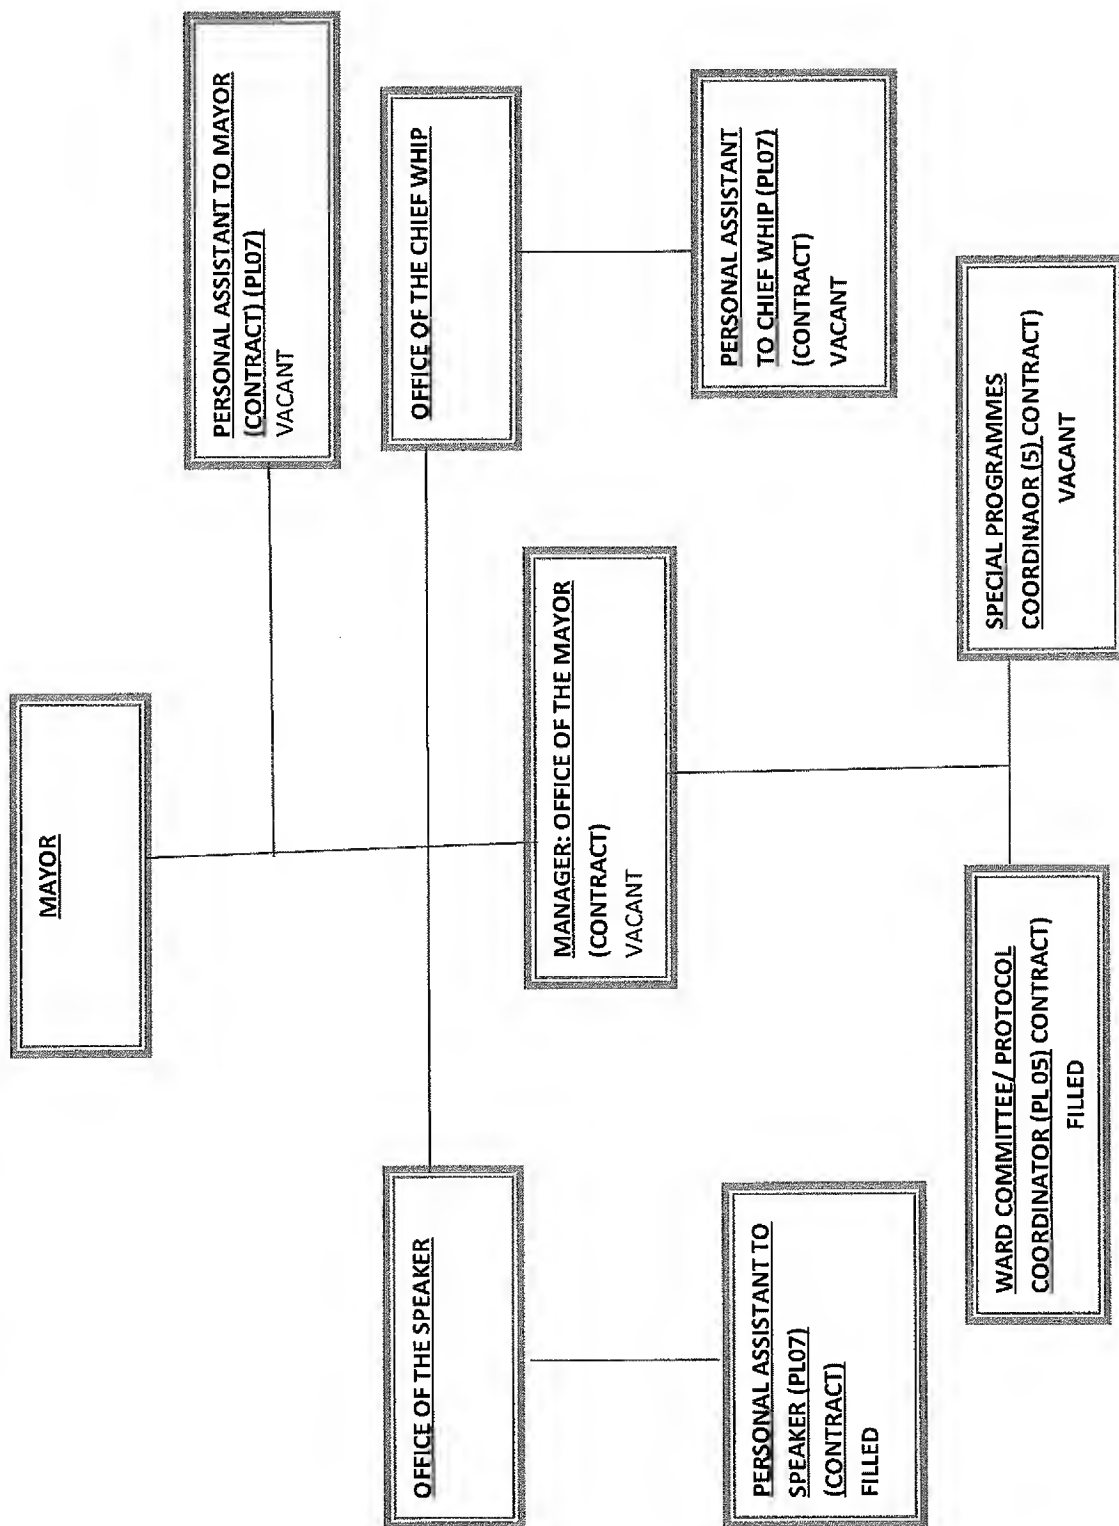 MAYOR
PERSONAL ASSISTANT TO MAYOR
(CONTRACT) (PL07)
VACANT
OFFICE OF THE SPEAKER
OFFICE OF THE CHIEF WHIP
MANAGER: OFFICE OF THE MAYOR
(CONTRACT)
VACANT
PERSONAL ASSISTANT TO
SPEAKER (PL07)
(CONTRACT)
FILLED
PERSONAL ASSISTANT
TO CHIEF WHIP (PL07)
(CONTRACT)
VACANT
WARD COMMITTEE/ PROTOCOL
COORDINATOR (PL05) CONTRACT)
FILLED
SPECIAL PROGRAMMES
COORDINAOR (5) CONTRACT)
VACANT